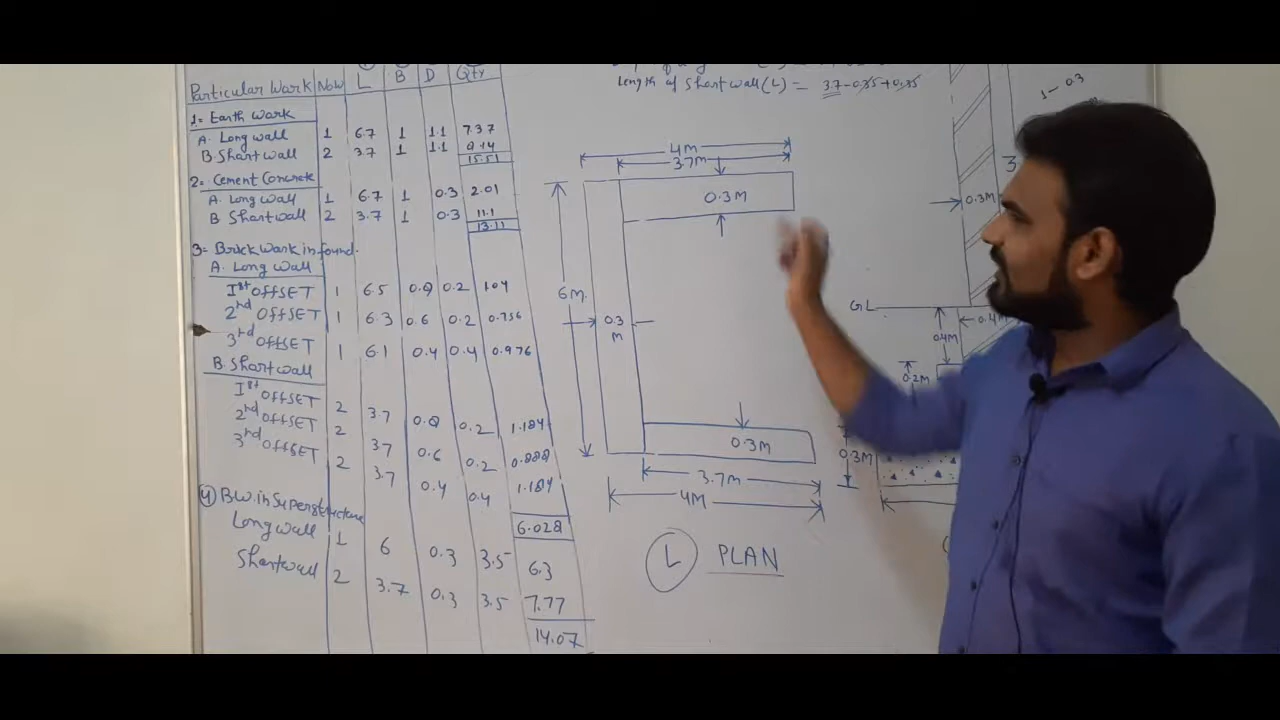 Particular Work Now L B D Qty
1= Earth Work
A. Long wall 1 6.7 1 1.1 7.37
B Short wall 2 3.7 1 1.1 8.14
15.51
2= Cement Concrete
A. Long wall 1 6.7 1 0.3 2.01
B Short wall 2 3.7 1 0.3 11.1
13.11
3= Brick Work in found.
A. Long Wall
1st OFFSET 1 6.5 0.8 0.2 1.04
2nd OFFSET 1 6.3 0.6 0.2 0.756
3rd OFFSET 1 6.1 0.4 0.4 0.976
B. Short wall
1st OFFSET 2 3.7 0.8 0.2 1.184
2nd OFFSET 2 3.7 0.6 0.2 0.888
3rd OFFSET 2 3.7 0.4 0.4 1.184
6.028
4 B.W. in Superstructure
Long wall 1 6 0.3 3.5 6.3
Short wall 2 3.7 0.3 3.5 7.77
14.07
Length of Short wall (L) = 3.7-0.35+0.35
4M
3.7M
0.3M
6M.
0.3
M
0.3M
3.7M
4M
L PLAN
1-0.3
3
0.3M
GL
0.4M
0.4M
0.2M
0.3M